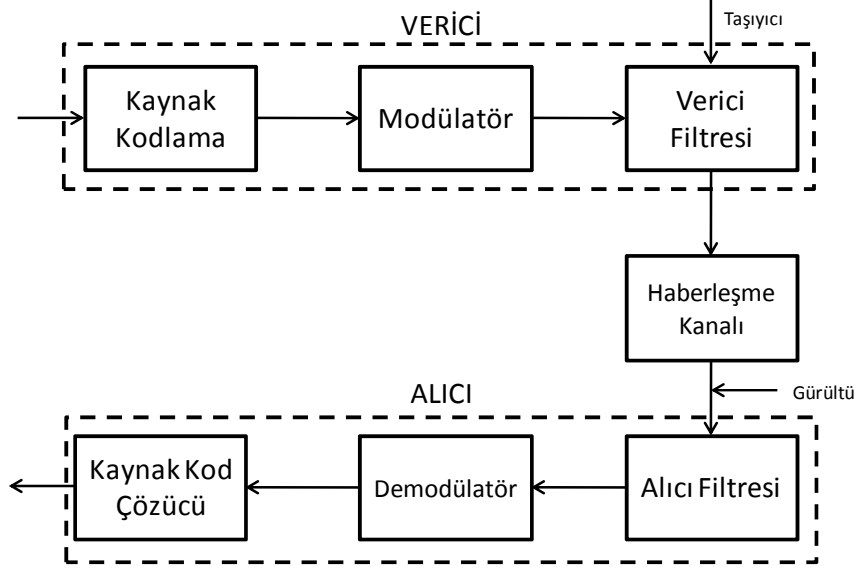 VERİCİ
Taşıyıcı
Kaynak
Kodlama
Modülatör
Verici
Filtresi
Haberleşme
Kanalı
Gürültü
ALICI
Kaynak Kod
Çözücü
Demodülatör
Alıcı Filtresi